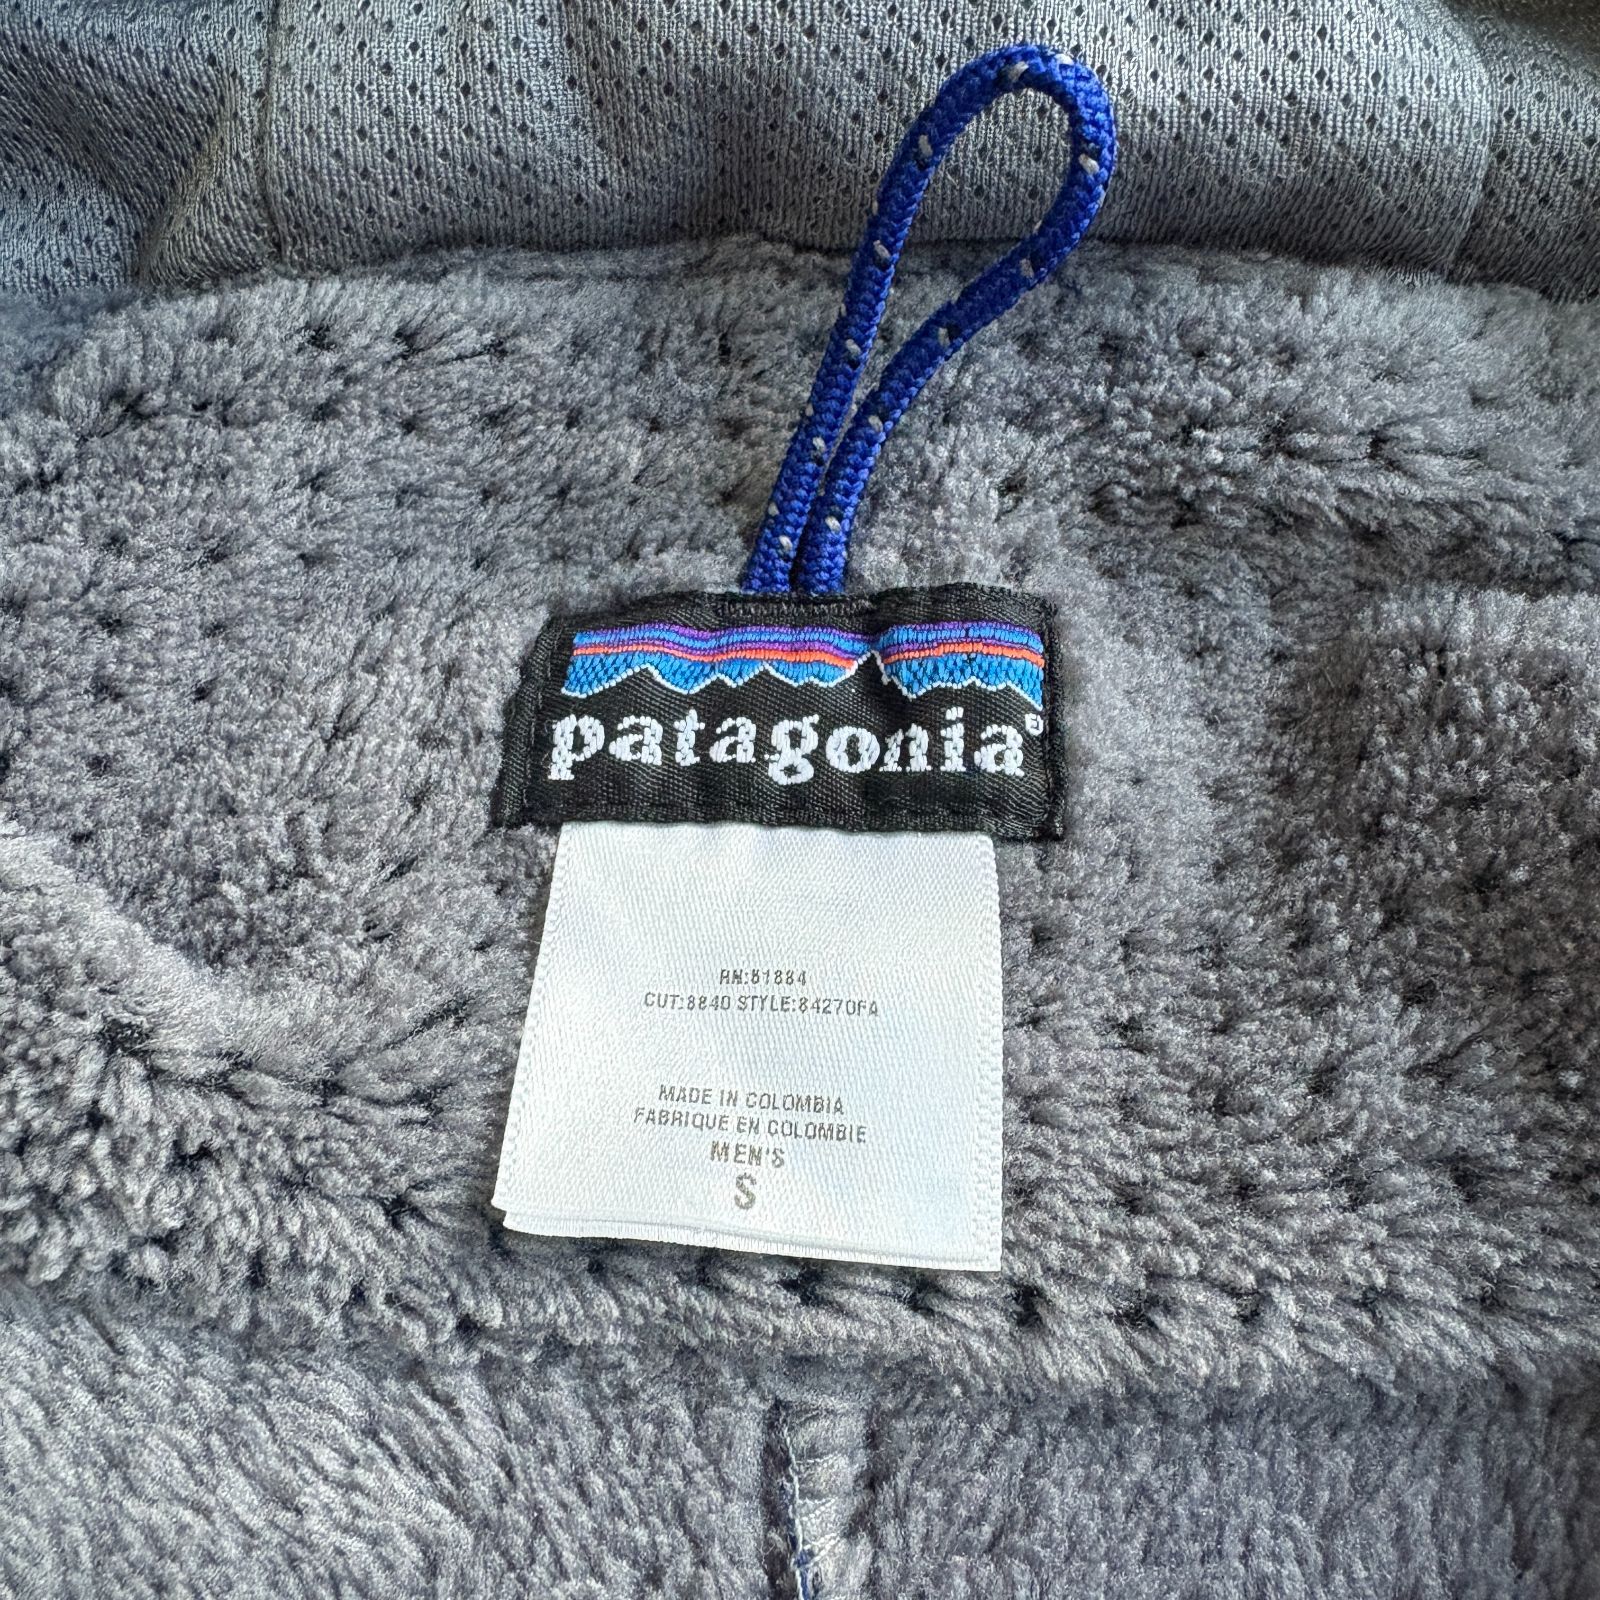 patagonia®
RN:51884
CUT:8840 STYLE:84270FA
MADE IN COLOMBIA
FABRIQUE EN COLOMBIE
MEN'S
S